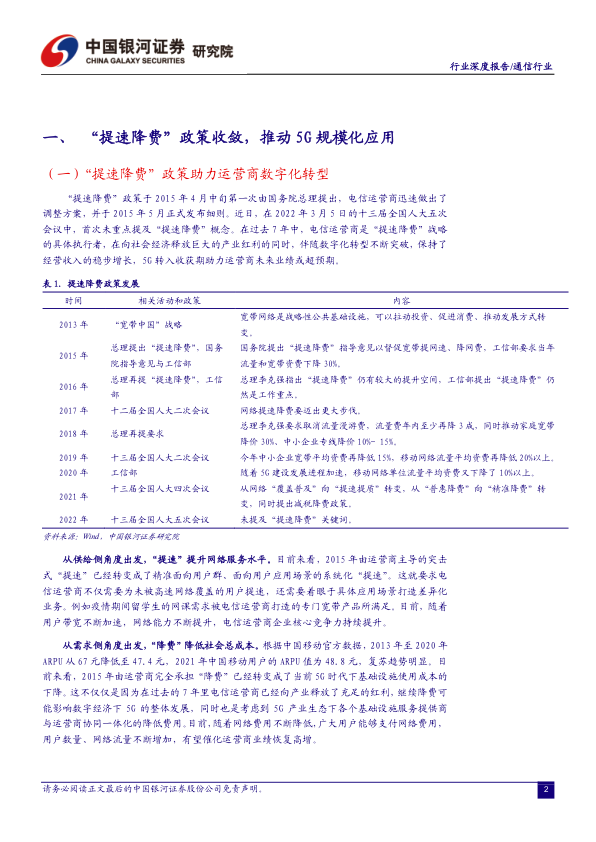 中国银河证券 研究院
CHINA GALAXY SECURITIES
行业深度报告/通信行业
一、 “提速降费”政策收敛，推动 5G 规模化应用
（一）“提速降费”政策助力运营商数字化转型
“提速降费”政策于 2015 年 4 月中旬第一次由国务院总理提出，电信运营商迅速做出了
调整方案，并于 2015 年 5 月正式发布细则。近日，在 2022 年 3 月 5 日的十三届全国人大五次
会议中，首次未重点提及“提速降费”概念。在过去 7 年中，电信运营商是“提速降费”战略
的具体执行者，在向社会经济释放巨大的产业红利的同时，伴随数字化转型不断突破，保持了
经营收入的稳步增长，5G 转入收获期助力运营商未来业绩或超预期。
表 1. 提速降费政策发展
时间 相关活动和政策 内容
2013 年 “宽带中国”战略 宽带网络是战略性公共基础设施，可以拉动投资、促进消费、推动发展方式转
变。
2015 年 总理提出“提速降费”，国务 国务院提出“提速降费”指导意见以督促宽带提网速、降网费，工信部要求当年
院指导意见与工信部 流量和宽带资费下降 30%。
2016 年 总理再提“提速降费”，工信 总理李克强指出“提速降费”仍有较大的提升空间，工信部提出“提速降费”仍
部 然是工作重点。
2017 年 十二届全国人大二次会议 网络提速降费要迈出更大步伐。
2018 年 总理再提要求 总理李克强要求取消流量漫游费，流量费年内至少再降 3 成，同时推动家庭宽带
降价 30%、中小企业专线降价 10%- 15%。
2019 年 十三届全国人大二次会议 今年中小企业宽带平均资费再降低 15%，移动网络流量平均资费再降低 20%以上。
2020 年 工信部 随着 5G 建设发展进程加速，移动网络单位流量平均资费又下降了 10%以上。
2021 年 十三届全国人大四次会议 从网络“覆盖普及”向“提速提质”转变，从“普惠降费”向“精准降费”转
变，同时提出减税降费政策。
2022 年 十三届全国人大五次会议 未提及“提速降费”关键词。
资料来源：Wind，中国银河证券研究院
从供给侧角度出发，“提速”提升网络服务水平。目前来看，2015 年由运营商主导的突击
式“提速”已经转变成了精准面向用户群、面向用户应用场景的系统化“提速”。这就要求电
信运营商不仅需要为未被高速网络覆盖的用户提速，还需要着眼于具体应用场景打造差异化
业务。例如疫情期间留学生的网课需求被电信运营商打造的专门宽带产品所满足。目前，随着
用户带宽不断加速，网络能力不断提升，电信运营商企业核心竞争力持续提升。
从需求侧角度出发，“降费”降低社会总成本。根据中国移动官方数据，2013 年至 2020 年
ARPU 从 67 元降低至 47.4 元，2021 年中国移动用户的 ARPU 值为 48.8 元，复苏趋势明显。目
前来看，2015 年由运营商完全承担“降费”已经转变成了当前 5G 时代下基础设施使用成本的
下降。这不仅仅是因为在过去的 7 年里电信运营商已经向产业释放了充足的红利，继续降费可
能影响数字经济下 5G 的整体发展，同时也是考虑到 5G 产业生态下各个基础设施服务提供商
与运营商协同一体化的降低费用。目前，随着网络费用不断降低，广大用户能够支付网络费用，
用户数量、网络流量不断增加，有望催化运营商业绩恢复高增。
请务必阅读正文最后的中国银河证券股份公司免责声明。
2